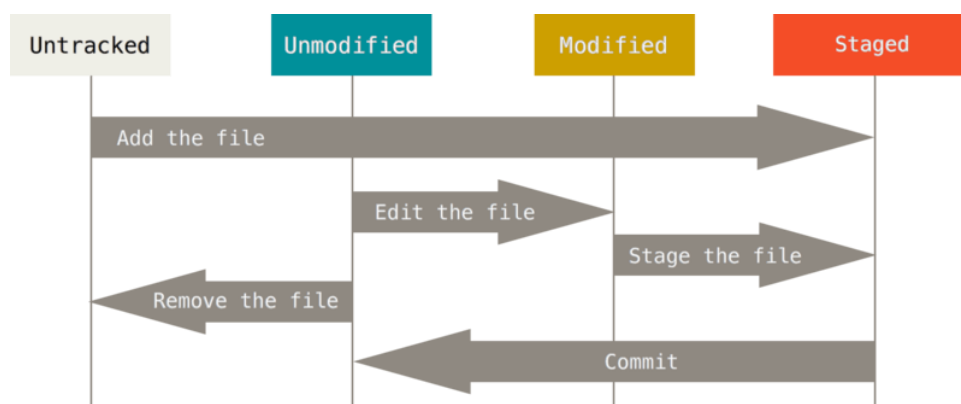 Untracked
Unmodified
Modified
Staged
Add the file
Edit the file
Stage the file
Remove the file
Commit